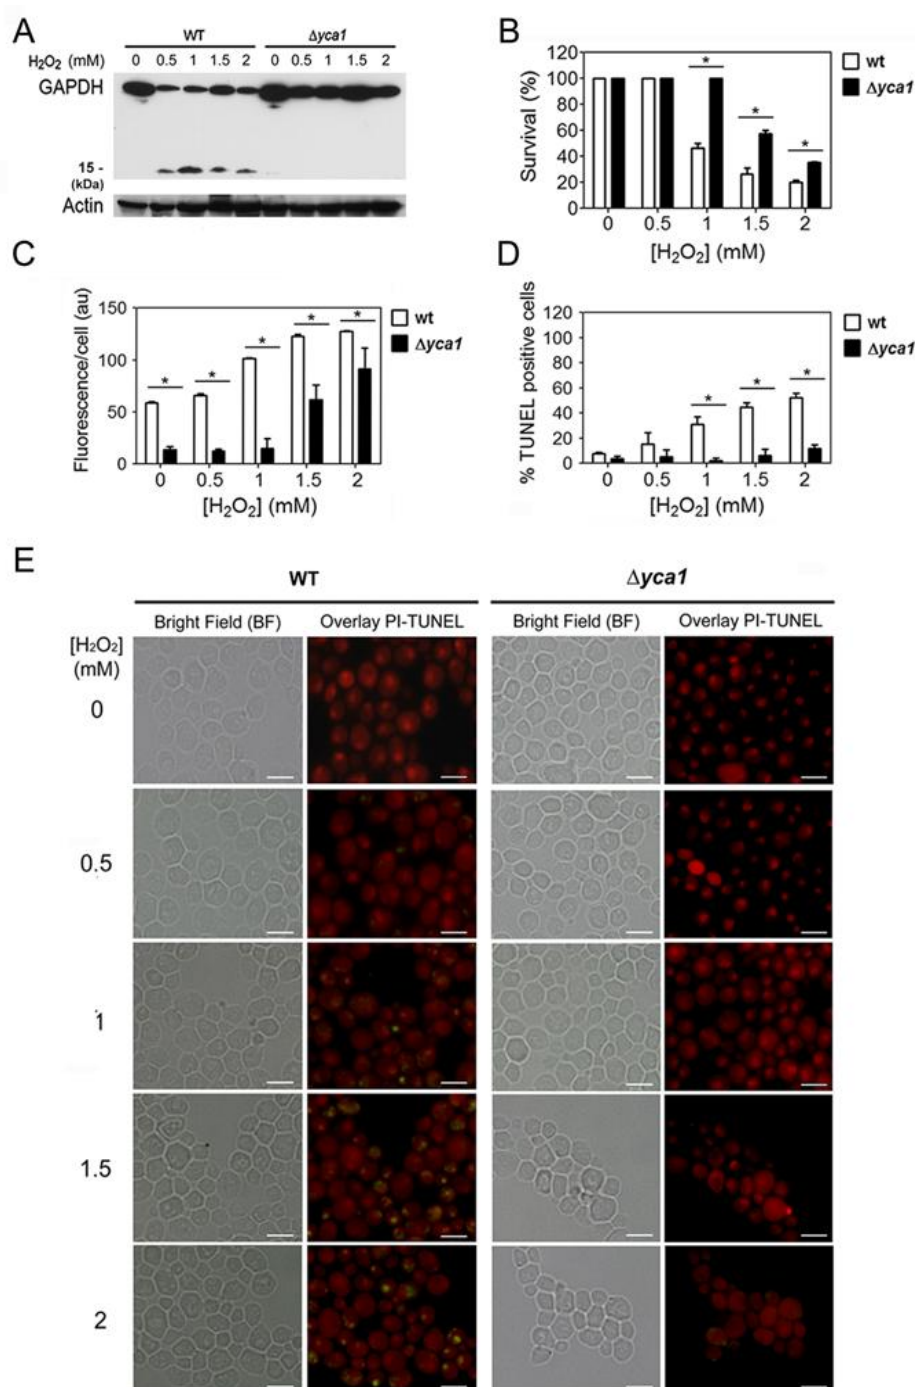 A
WT Δyca1
H₂O₂ (mM) 0 0.5 1 1.5 2 0 0.5 1 1.5 2
GAPDH
15 -
(kDa)
Actin
B
Survival (%)
120
100
80
60
40
20
0
* * *
0 0.5 1 1.5 2
[H₂O₂] (mM)
wt
Δyca1
C
Fluorescence/cell (au)
150
100
50
0
* * * * *
0 0.5 1 1.5 2
[H₂O₂] (mM)
wt
Δyca1
D
% TUNEL positive cells
120
100
80
60
40
20
0
* * *
0 0.5 1 1.5 2
[H₂O₂] (mM)
wt
Δyca1
E
WT Δyca1
Bright Field (BF) Overlay PI-TUNEL Bright Field (BF) Overlay PI-TUNEL
[H₂O₂]
(mM)
0
0.5
1
1.5
2